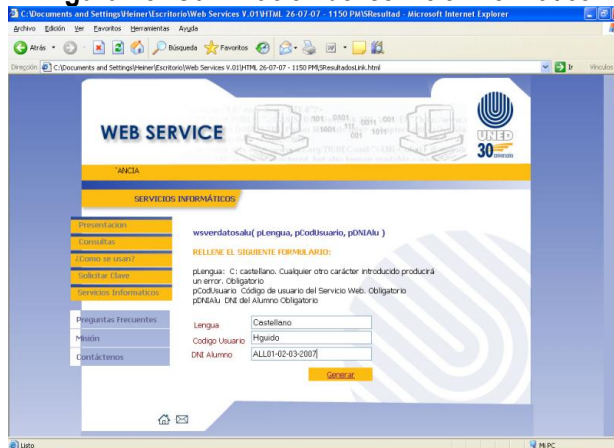 C:\Documents and Settings\Heiner\Escritorio\Web Services V.01\HTML 26-07-07 - 1150 PM\SResultad - Microsoft Internet Explorer
Archivo Edición Ver Favoritos Herramientas Ayuda
Atrás Búsqueda Favoritos
Dirección C:\Documents and Settings\Heiner\Escritorio\Web Services V.01\HTML 26-07-07 - 1150 PM\SResultadosLink.html Ir Vínculos
WEB SERVICE
UNED
30
"ANCIA
SERVICIOS INFORMÁTICOS
Presentacion
Consultas
¿Como se usan?
Solicitar Clave
Servicios Informaticos
Preguntas Frecuentes
Misión
Contáctenos
wsverdatosalu( pLengua, pCodUsuario, pDNIAlu )
RELLENE EL SIGUIENTE FORMULARIO:
pLengua: C: castellano. Cualquier otro carácter introducido producirá
un error. Obligatorio
pCodUsuario Código de usuario del Servicio Web. Obligatorio
pDNIAlu DNI del Alumno Obligatorio
Lengua Castellano
Codigo Usuario Hguido
DNI Alumno ALL01-02-03-2007
Generar
Listo Mi PC